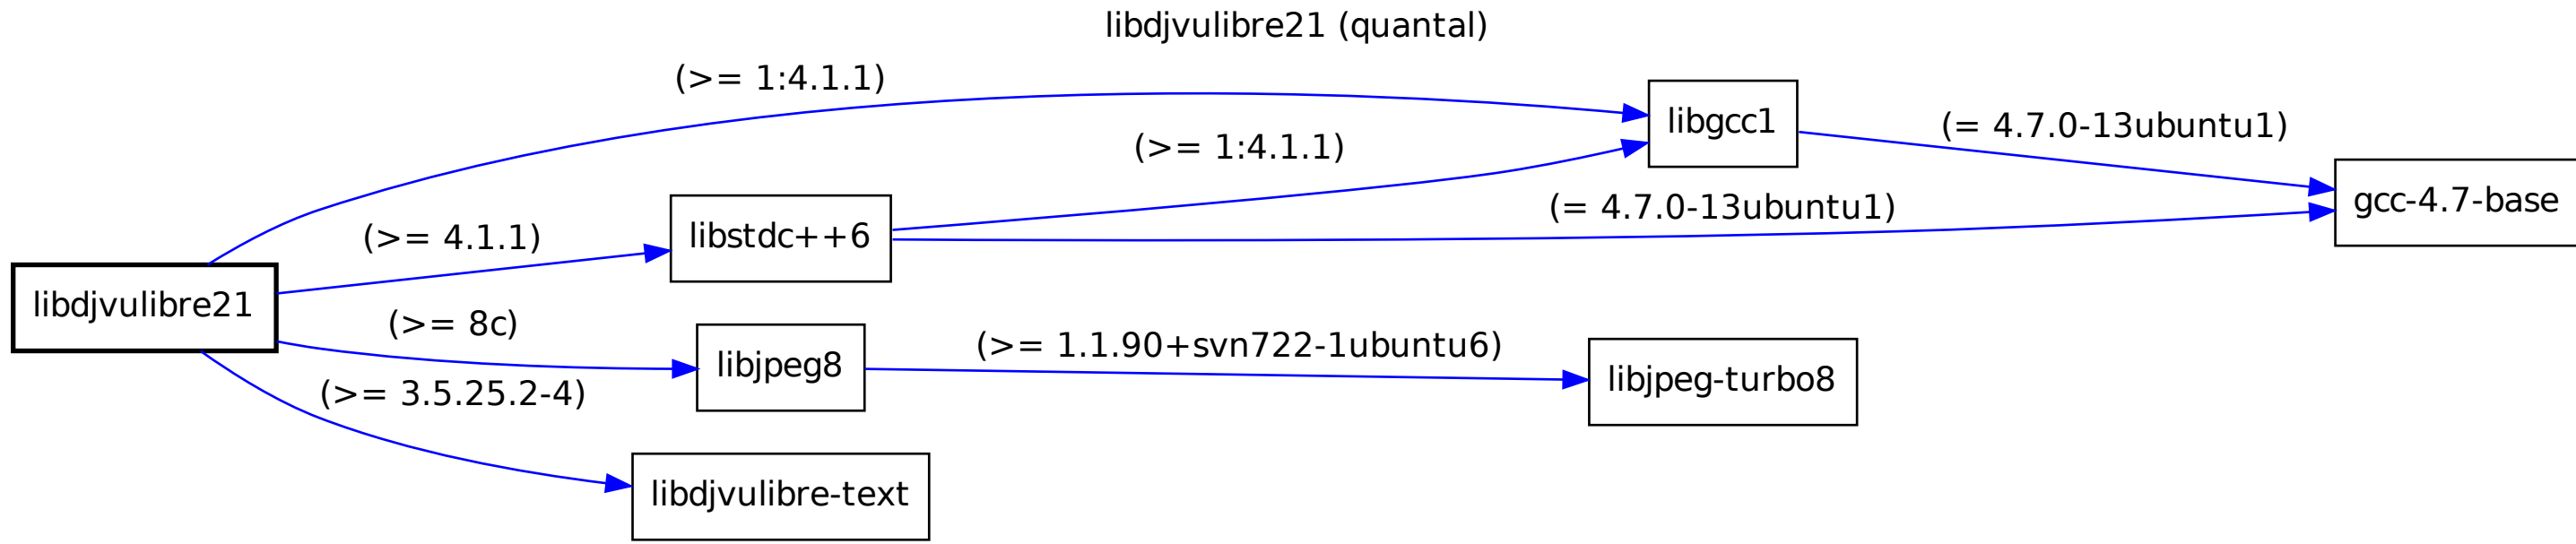 libdjvulibre21 (quantal)
(>= 1:4.1.1)
libgcc1
(= 4.7.0-13ubuntu1)
(>= 1:4.1.1)
gcc-4.7-base
(= 4.7.0-13ubuntu1)
libstdc++6
(>= 4.1.1)
libdjvulibre21
(>= 8c)
libjpeg8
(>= 1.1.90+svn722-1ubuntu6)
libjpeg-turbo8
(>= 3.5.25.2-4)
libdjvulibre-text